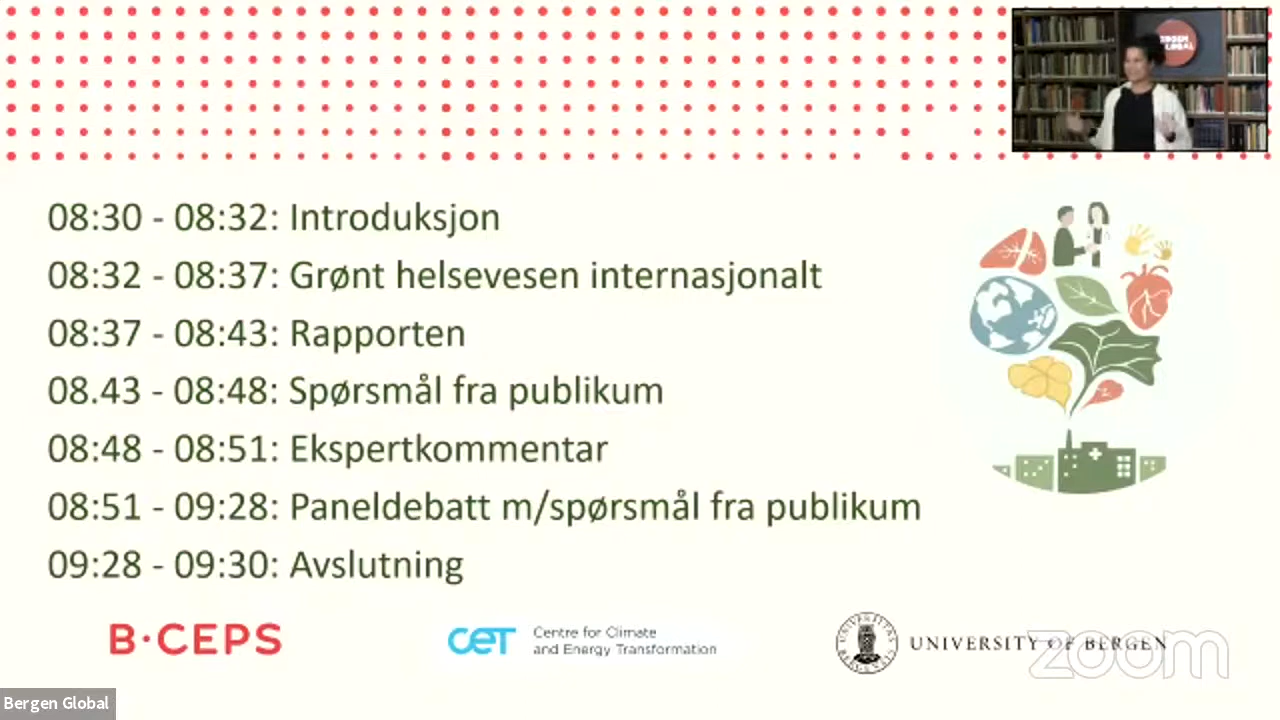 BERGEN
GLOBAL
08:30 - 08:32: Introduksjon
08:32 - 08:37: Grønt helsevesen internasjonalt
08:37 - 08:43: Rapporten
08.43 - 08:48: Spørsmål fra publikum
08:48 - 08:51: Ekspertkommentar
08:51 - 09:28: Paneldebatt m/spørsmål fra publikum
09:28 - 09:30: Avslutning
B·CEPS
CET
Centre for Climate
and Energy Transformation
UNIVERSITY OF BERGEN
zoom
Bergen Global